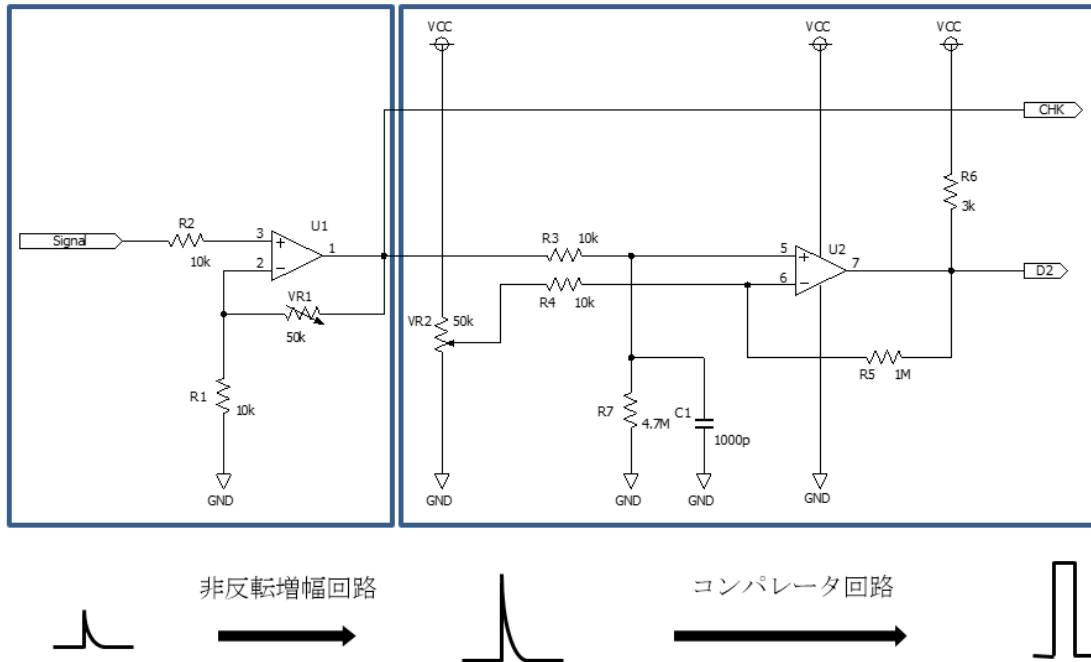 VCC
VCC
VCC
CHK
R6
3k
Signal
R2
10k
3
2
U1
1
R3
10k
R4
10k
5
6
U2
7
D2
VR1
50k
VR2
50k
R5
1M
R1
10k
R7
4.7M
C1
1000p
GND
GND
GND
GND
GND
非反転増幅回路
コンパレータ回路